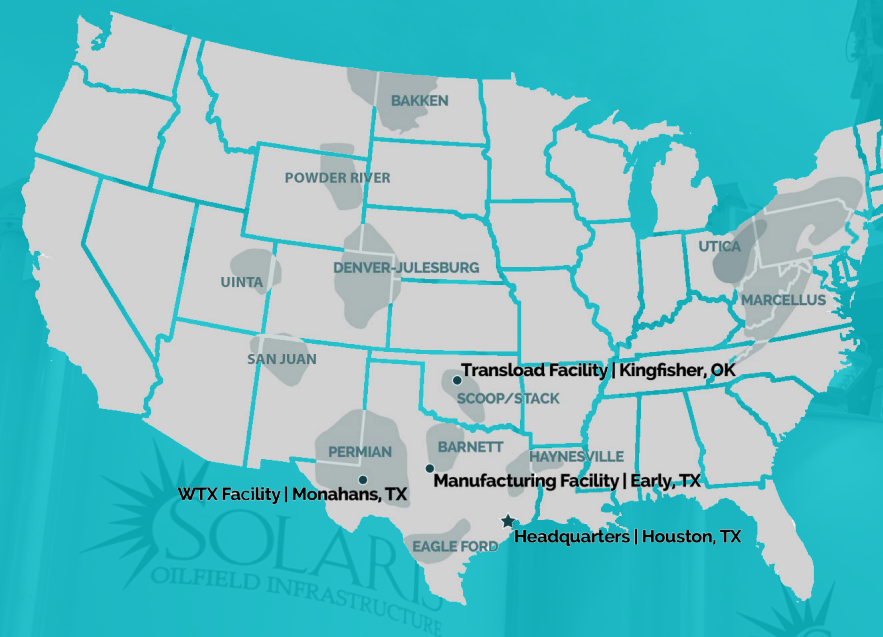 BAKKEN
POWDER RIVER
UTICA
DENVER-JULESBURG
UINTA
MARCELLUS
SAN JUAN
Transload Facility | Kingfisher, OK
SCOOP/STACK
BARNETT
PERMIAN
HAYNESVILLE
Manufacturing Facility | Early, TX
WTX Facility | Monahans, TX
Headquarters | Houston, TX
EAGLE FORD
SOLARIS
OILFIELD INFRASTRUCTURE